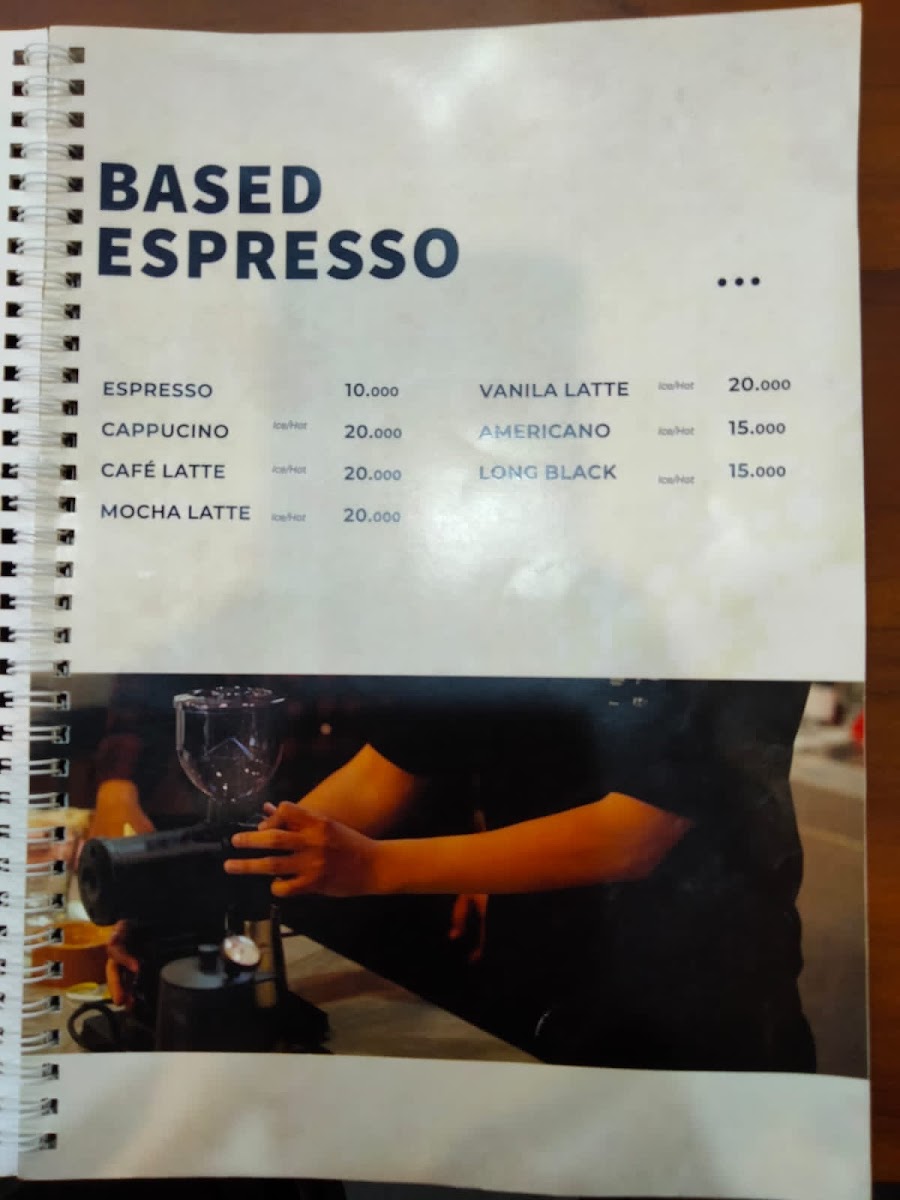 BASED
ESPRESSO
...
ESPRESSO 10.000
CAPPUCINO Ice/Hot 20.000
CAFÉ LATTE Ice/Hot 20.000
MOCHA LATTE Ice/Hot 20.000
VANILA LATTE Ice/Hot 20.000
AMERICANO Ice/Hot 15.000
LONG BLACK Ice/Hot 15.000